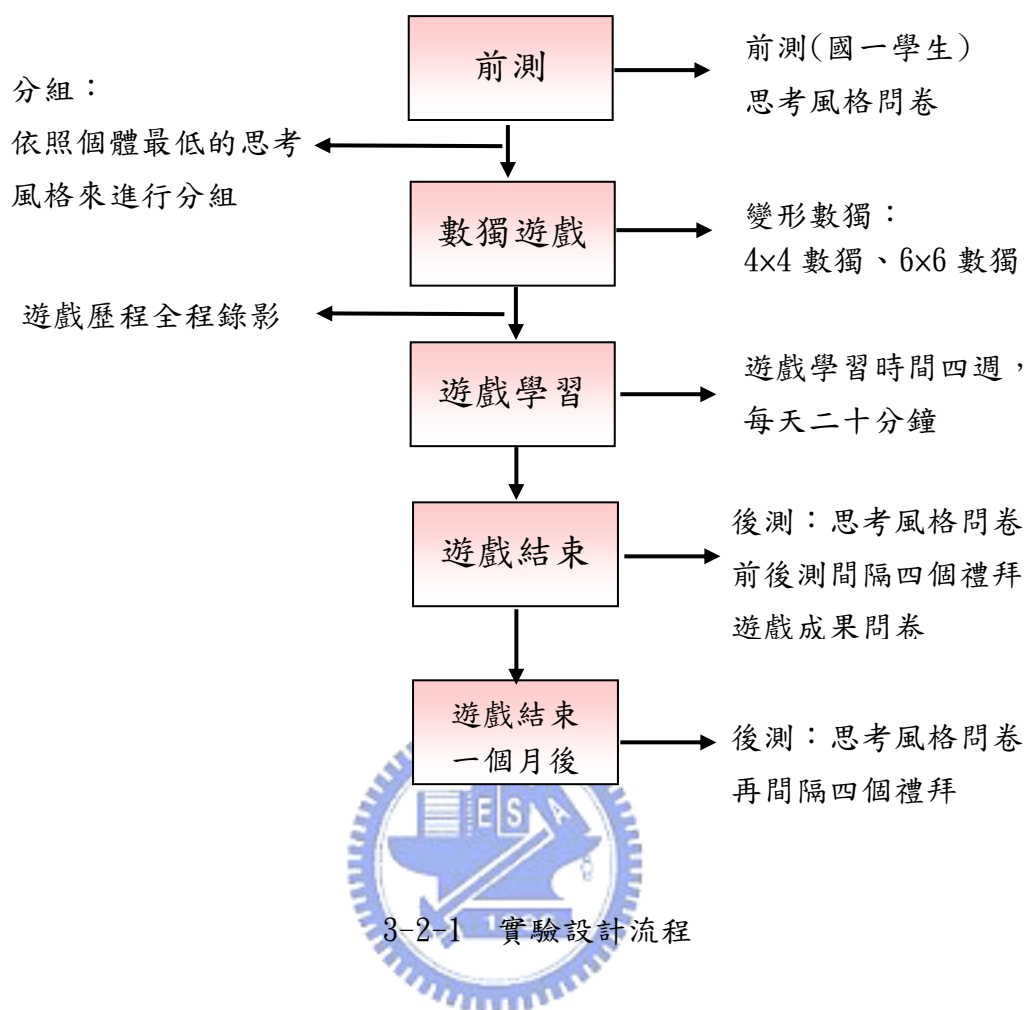 前測
前測(國一學生)
思考風格問卷
分組：
依照個體最低的思考
風格來進行分組
數獨遊戲
變形數獨：
4×4 數獨、6×6 數獨
遊戲歷程全程錄影
遊戲學習
遊戲學習時間四週，
每天二十分鐘
遊戲結束
後測：思考風格問卷
前後測間隔四個禮拜
遊戲成果問卷
遊戲結束
一個月後
後測：思考風格問卷
再間隔四個禮拜
ESA
3-2-1 實驗設計流程